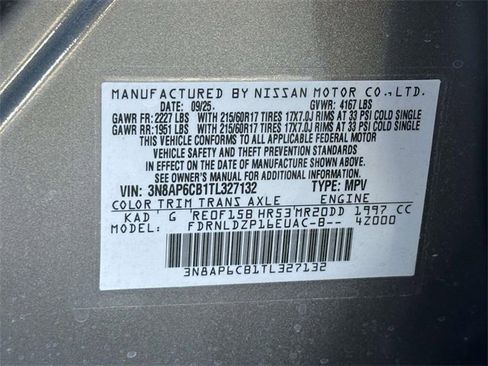 MANUFACTURED BY NISSAN MOTOR CO.,LTD.
DATE: 09/25. GVWR: 4167 LBS
GAWR FR: 2227 LBS WITH 215/60R17 TIRES 17X7.0J RIMS AT 33 PSI COLD SINGLE
GAWR RR: 1951 LBS WITH 215/60R17 TIRES 17X7.0J RIMS AT 33 PSI COLD SINGLE
THIS VEHICLE CONFORMS TO ALL APPLICABLE FEDERAL MOTOR
VEHICLE SAFETY AND THEFT PREVENTION STANDARDS
IN EFFECT ON THE DATE OF MANUFACTURE SHOWN ABOVE.
SEE OWNER'S MANUAL FOR ADDITIONAL INFORMATION.
VIN: 3N8AP6CB1TL327132 TYPE: MPV
COLOR TRIM TRANS AXLE ENGINE
KAD G RE0F15B HR53 MR20DD 1997 CC
MODEL: FDRNLDZP16EUAC-B-- 4Z000
3N8AP6CB1TL327132